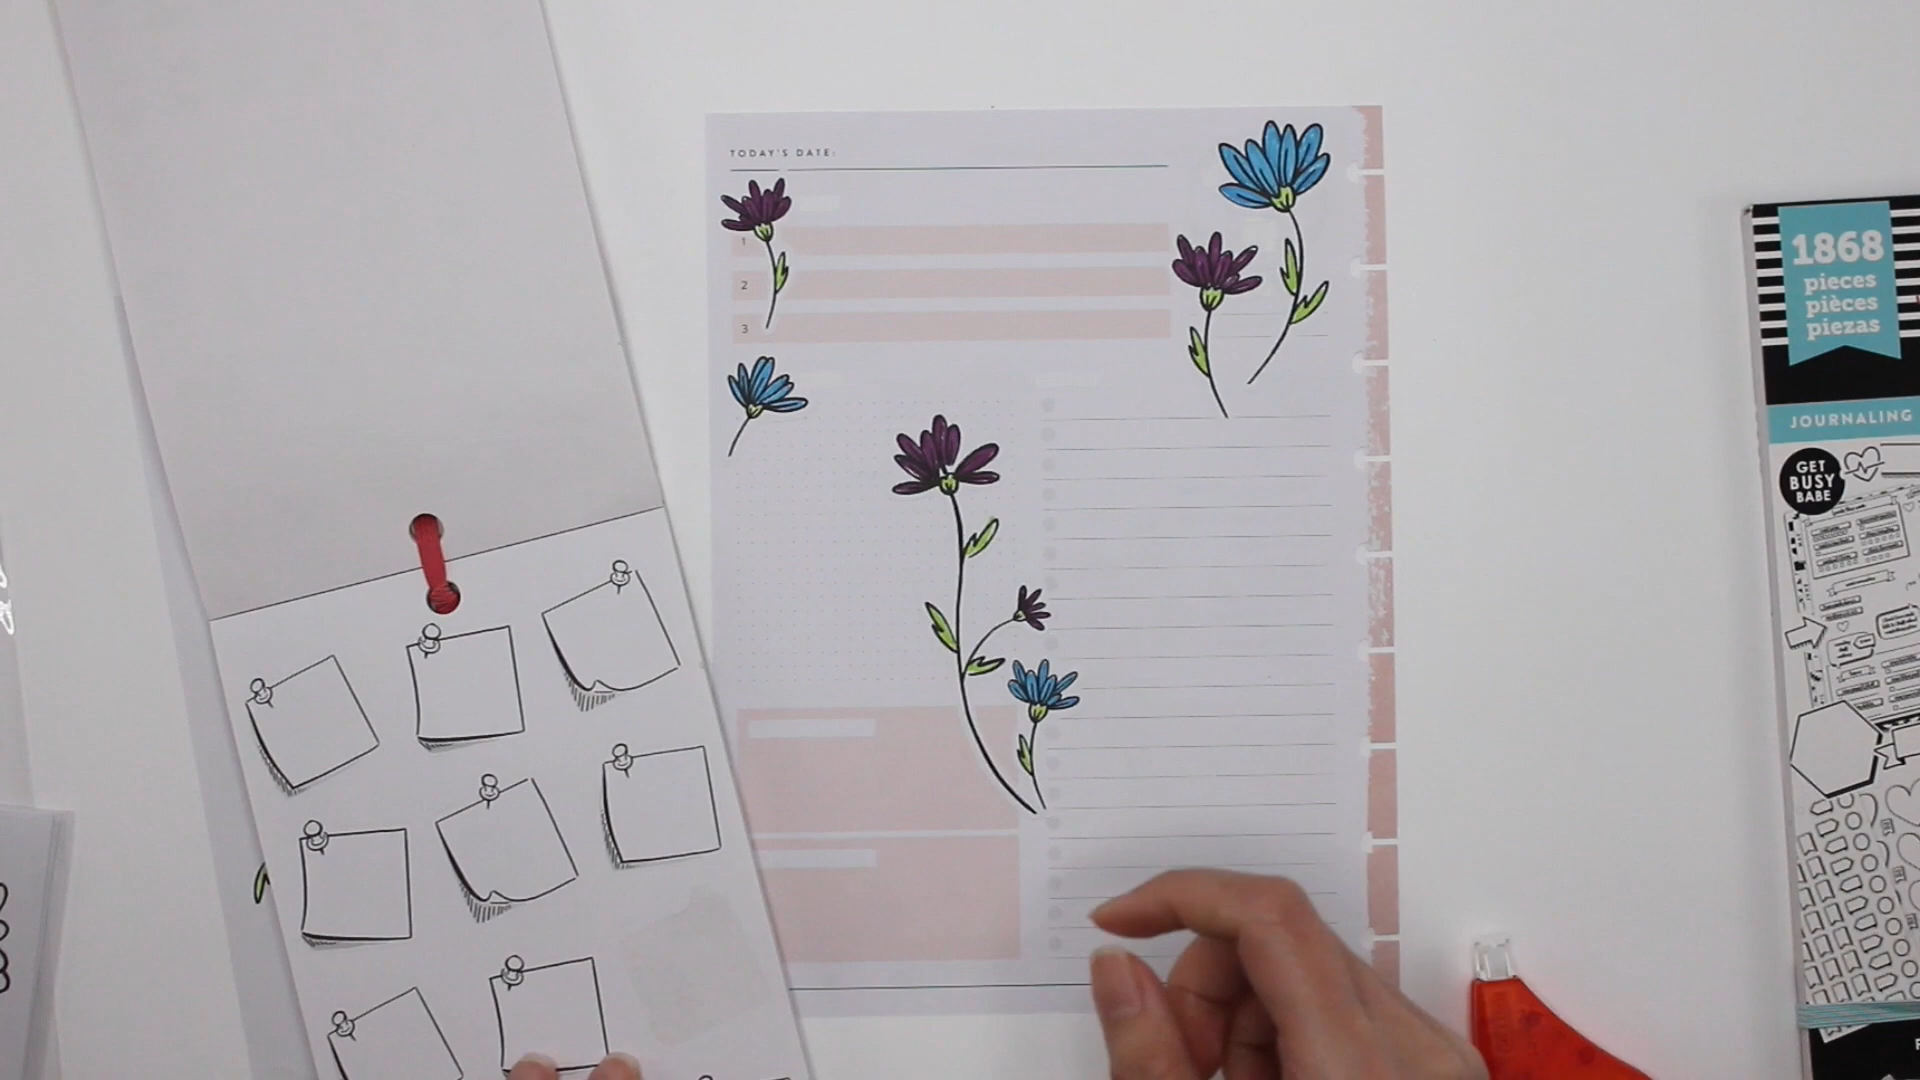 TODAY'S DATE:
1
2
3
1868
pieces
pièces
piezas
JOURNALING
GET
BUSY
BABE